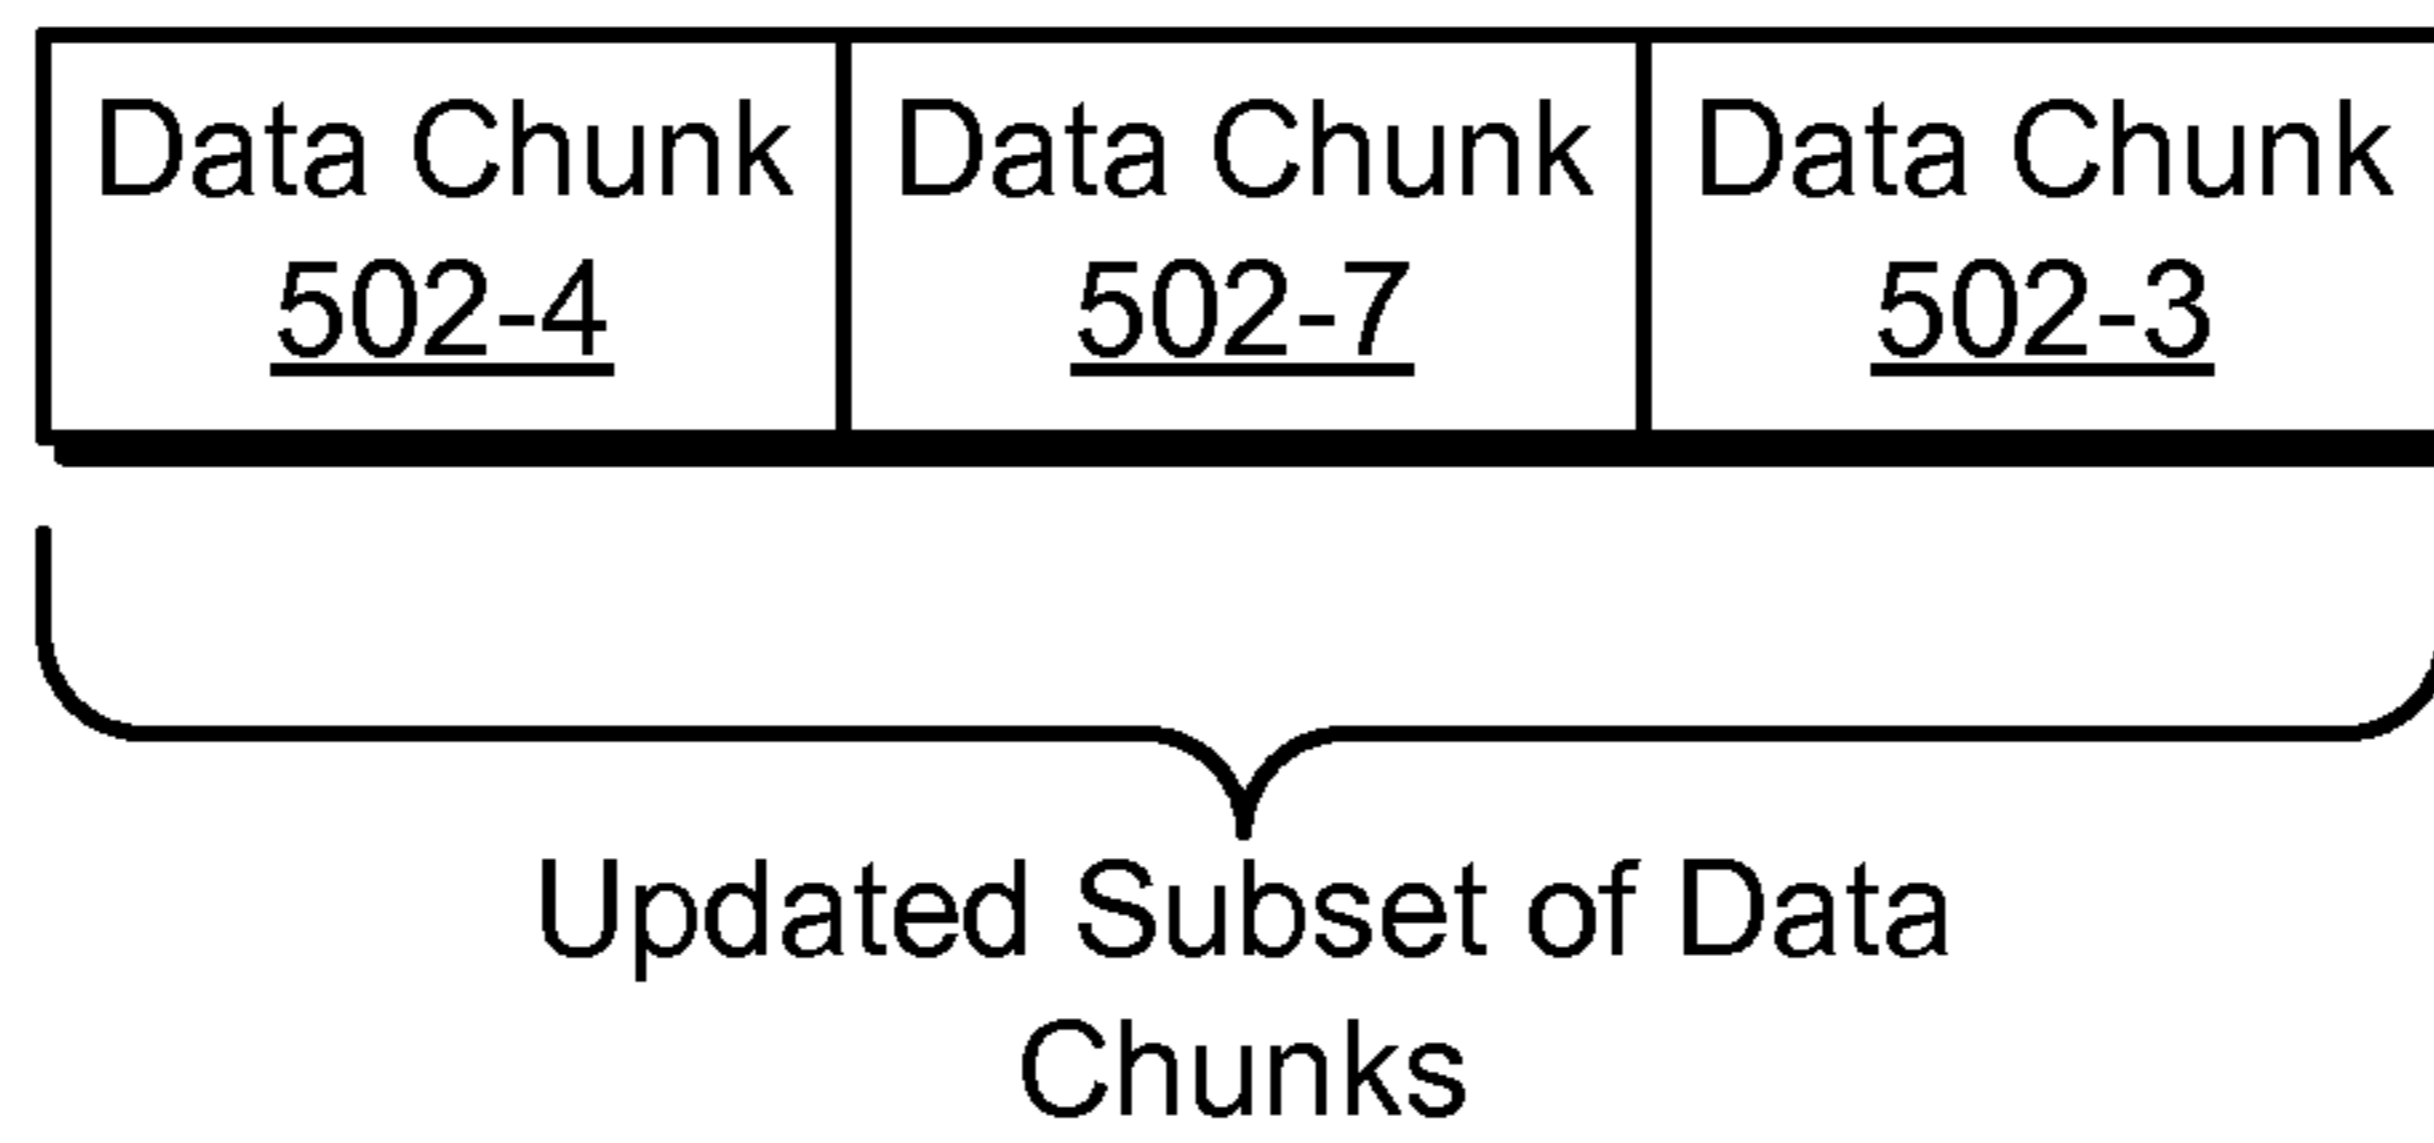 Data Chunk Data Chunk Data Chunk
502-4 502-7 502-3
Updated Subset of Data
Chunks